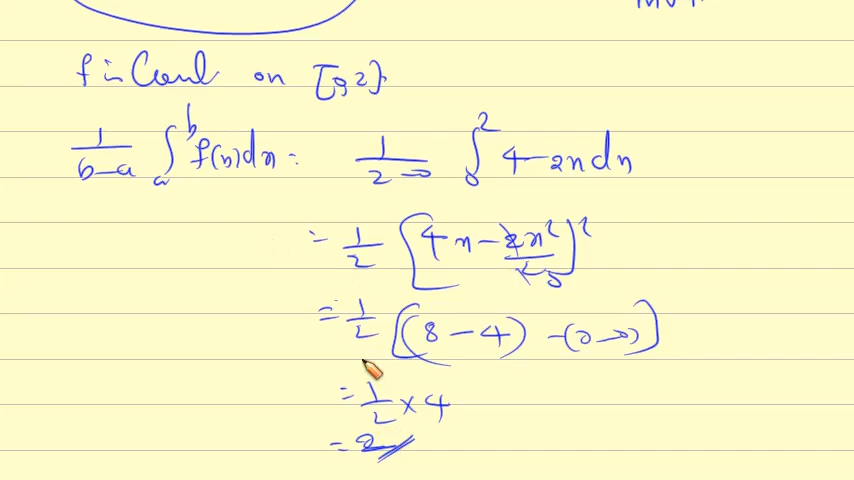 f is Cont on [0,2].
1/(b-a) ∫_a^b f(x)dx = 1/(2-0) ∫_0^2 4-2x dx
= 1/2 [4x - 2x²/2]_0^2
= 1/2 [(8-4) -(0-0)]
= 1/2 × 4
= 2